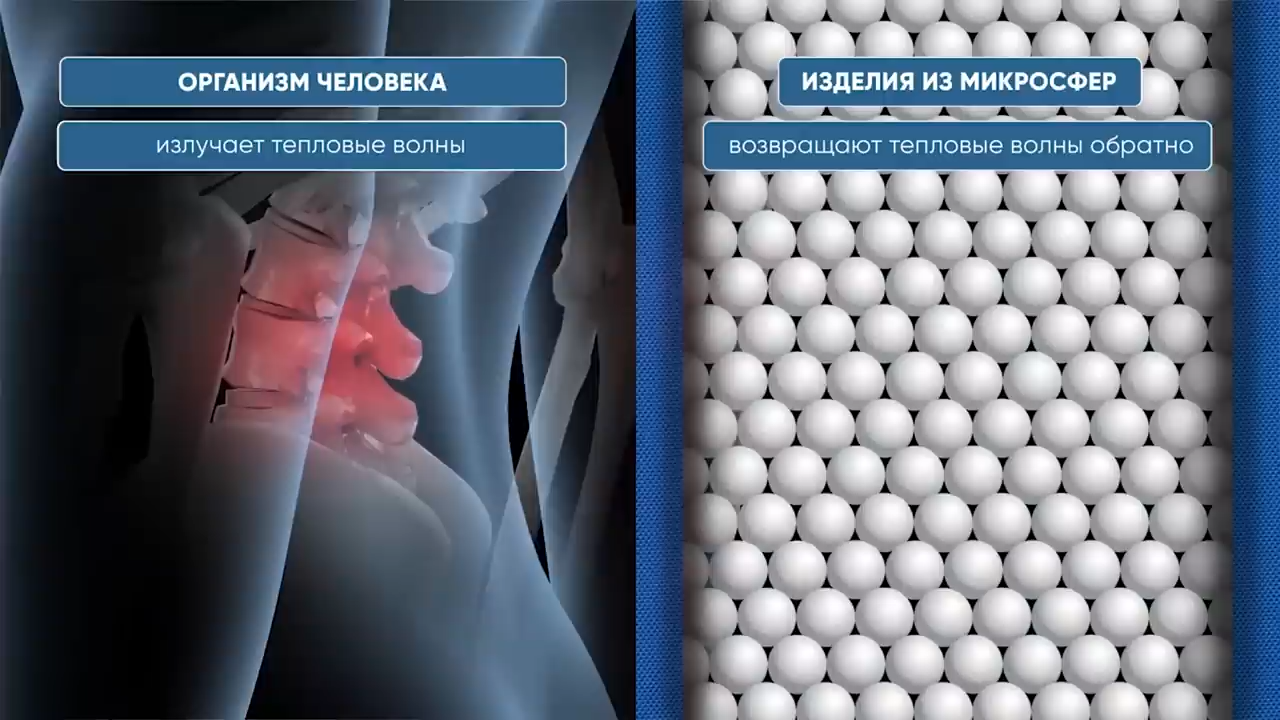 ОРГАНИЗМ ЧЕЛОВЕКА
излучает тепловые волны
ИЗДЕЛИЯ ИЗ МИКРОСФЕР
возвращают тепловые волны обратно